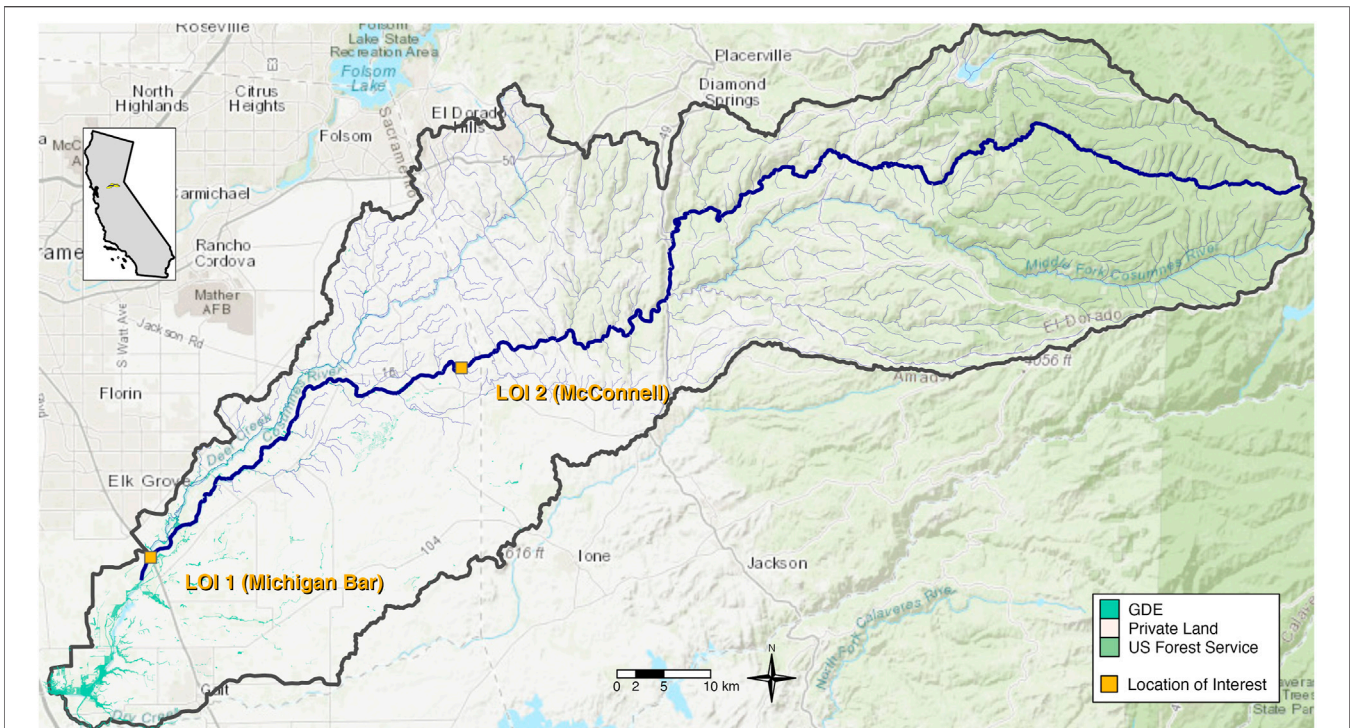 Roseville
Folsom
Lake State
Recreation Area
Folsom
Lake
Placerville
North
Highlands
Citrus
Heights
Diamond
Springs
El Dorado
Hills
49
Folsom
50
Carmichael
Rancho
Cordova
Mather
AFB
Jackson Rd
S Watt Ave
Middle Fork Cosumnes River
El Dorado
4056 ft
Florin
16
LOI 2 (McConnell)
Deer Creek
Cosumnes River
Elk Grove
104
616 ft
Ione
Jackson
LOI 1 (Michigan Bar)
North Fork Calaveras River
Galt
Dry Creek
0 2 5 10 km
N
GDE
Private Land
US Forest Service
Location of Interest
Trees